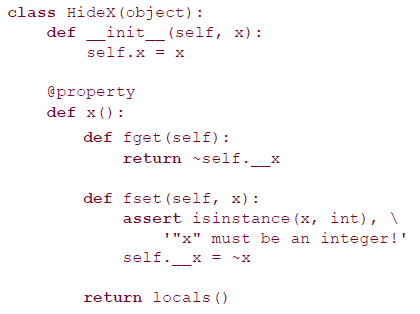 class HideX(object):
    def __init__(self, x):
        self.x = x

    @property
    def x():
        def fget(self):
            return ~self.__x

        def fset(self, x):
            assert isinstance(x, int), \
                '"x" must be an integer!'
            self.__x = ~x

        return locals()